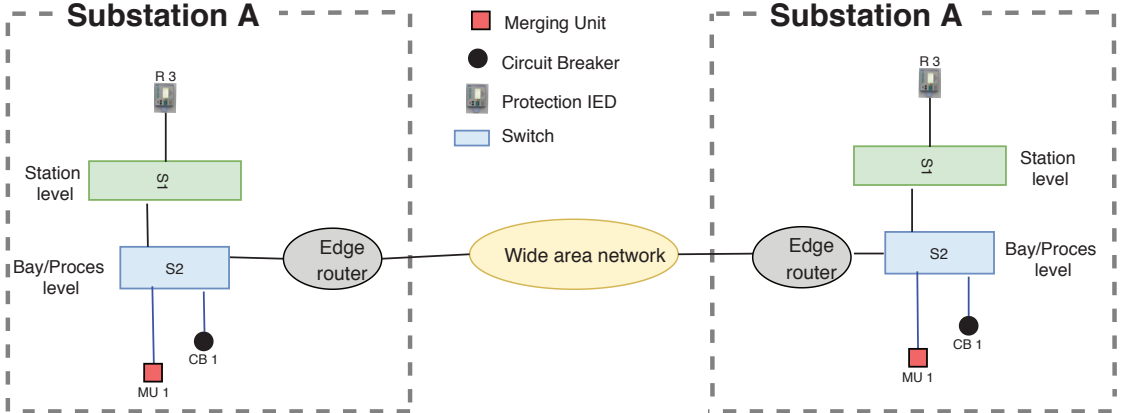 Substation A
R 3
S1
Station
level
S2
Bay/Proces
level
Edge
router
CB 1
MU 1
Merging Unit
Circuit Breaker
Protection IED
Switch
Wide area network
Substation A
R 3
S1
Station
level
Edge
router
S2
Bay/Proces
level
CB 1
MU 1